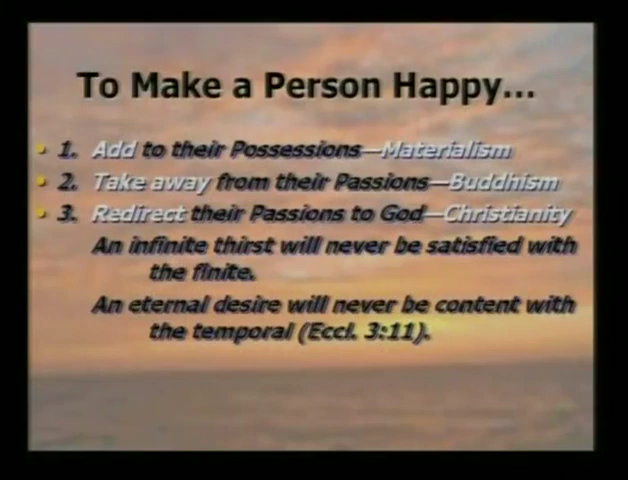 To Make a Person Happy...
• 1. Add to their Possessions—Materialism
• 2. Take away from their Passions—Buddhism
• 3. Redirect their Passions to God—Christianity
An infinite thirst will never be satisfied with
the finite.
An eternal desire will never be content with
the temporal (Eccl. 3:11).